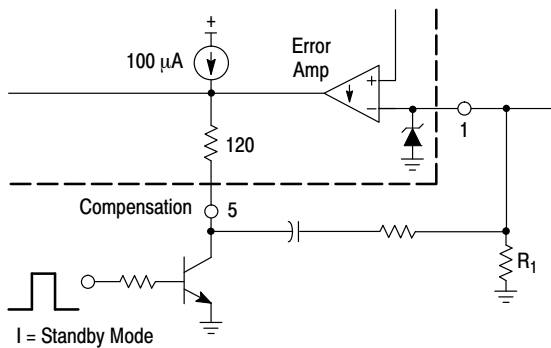 +
100 μA
Error
Amp
+
−
1
120
Compensation
5
R1
I = Standby Mode